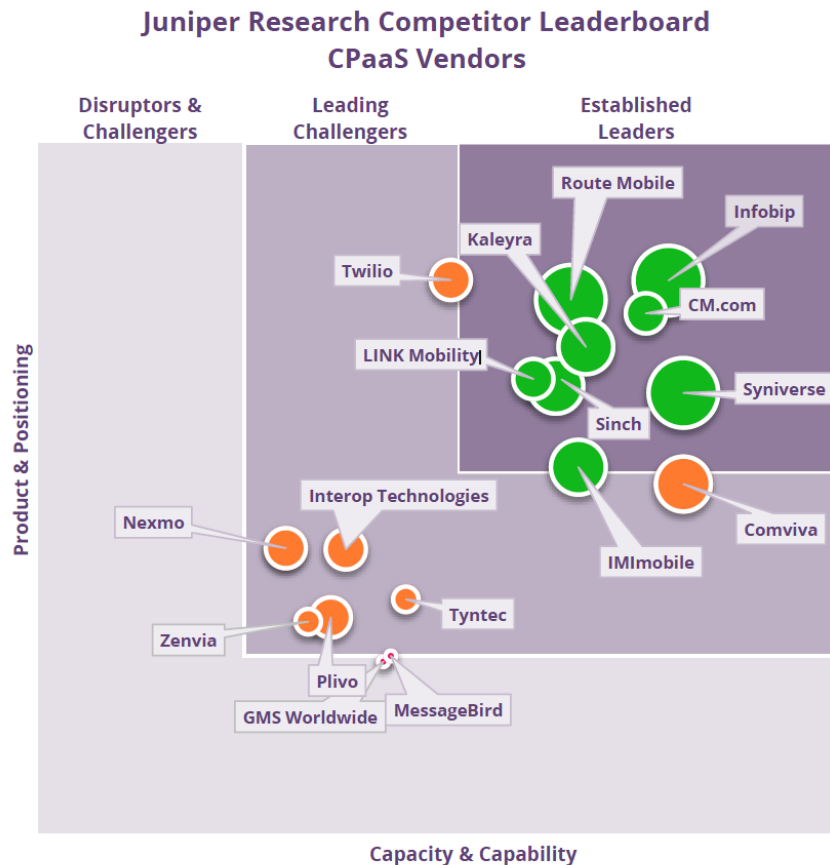 Juniper Research Competitor Leaderboard
CPaaS Vendors
Disruptors &
Challengers
Leading
Challengers
Established
Leaders
Route Mobile
Infobip
Kaleyra
Twilio
CM.com
LINK Mobility
Syniverse
Sinch
Product & Positioning
Interop Technologies
Nexmo
Comviva
IMImobile
Tyntec
Zenvia
Plivo
MessageBird
GMS Worldwide
Capacity & Capability